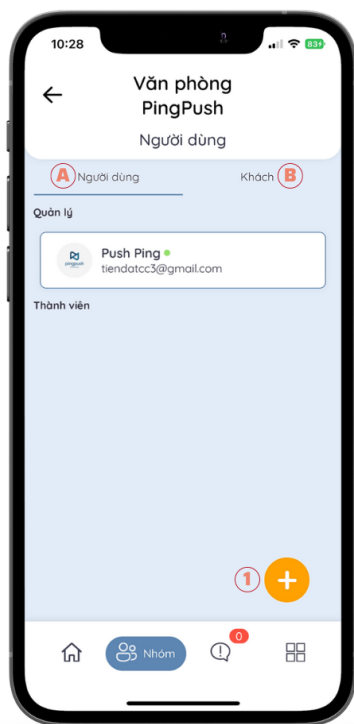 10:28
83
Văn phòng
PingPush
Người dùng
A Người dùng
Khách B
Quản lý
pingpush
Push Ping
tiendatcc3@gmail.com
Thành viên
1 +
0
Nhóm